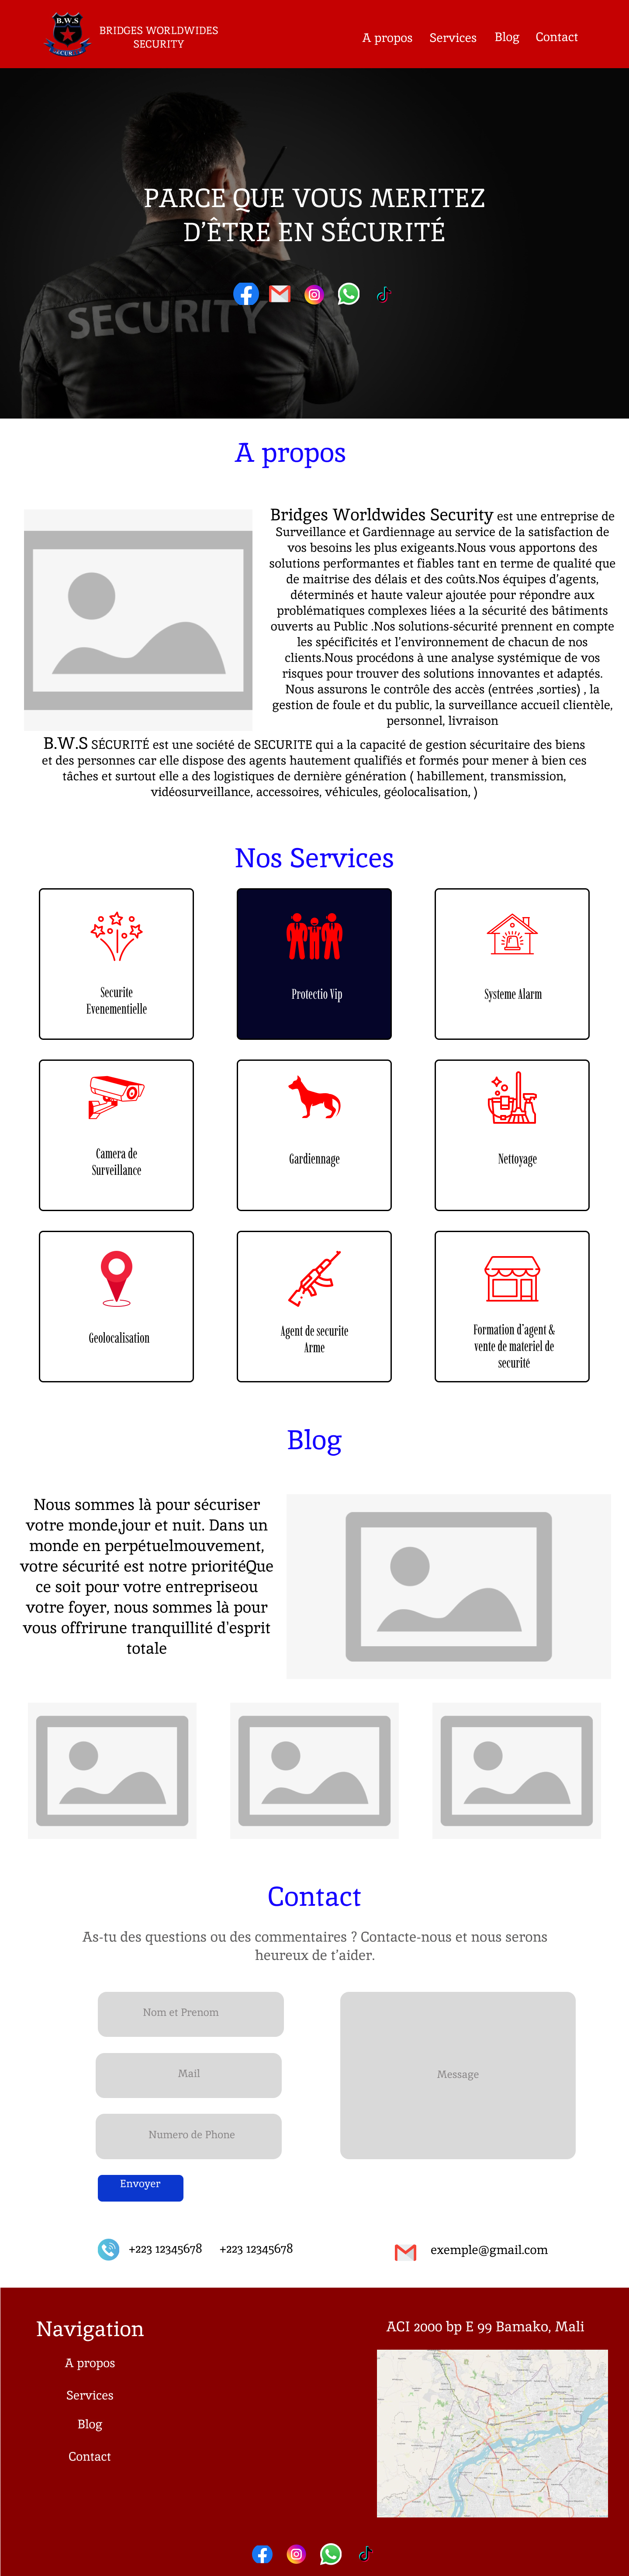 B.W.S
BRIDGES WORLDWIDES
SECURITY
A propos
Services
Blog
Contact
PARCE QUE VOUS MERITEZ
D’ÊTRE EN SÉCURITÉ
SECURITY
A propos
Bridges Worldwides Security est une entreprise de
Surveillance et Gardiennage au service de la satisfaction de
vos besoins les plus exigeants.Nous vous apportons des
solutions performantes et fiables tant en terme de qualité que
de maitrise des délais et des coûts.Nos équipes d’agents,
déterminés et haute valeur ajoutée pour répondre aux
problématiques complexes liées a la sécurité des bâtiments
ouverts au Public .Nos solutions-sécurité prennent en compte
les spécificités et l’environnement de chacun de nos
clients.Nous procédons à une analyse systémique de vos
risques pour trouver des solutions innovantes et adaptés.
Nous assurons le contrôle des accès (entrées ,sorties) , la
gestion de foule et du public, la surveillance accueil clientèle,
personnel, livraison
B.W.S SÉCURITÉ est une société de SECURITE qui a la capacité de gestion sécuritaire des biens
et des personnes car elle dispose des agents hautement qualifiés et formés pour mener à bien ces
tâches et surtout elle a des logistiques de dernière génération ( habillement, transmission,
vidéosurveillance, accessoires, véhicules, géolocalisation, )
Nos Services
Securite
Evenementielle
Protectio Vip
Systeme Alarm
Camera de
Surveillance
Gardiennage
Nettoyage
Geolocalisation
Agent de securite
Arme
Formation d’agent &
vente de materiel de
securité
Blog
Nous sommes là pour sécuriser
votre monde,jour et nuit. Dans un
monde en perpétuelmouvement,
votre sécurité est notre prioritéQue
ce soit pour votre entrepriseou
votre foyer, nous sommes là pour
vous offrirune tranquillité d'esprit
totale
Contact
As-tu des questions ou des commentaires ? Contacte-nous et nous serons
heureux de t’aider.
Nom et Prenom
Mail
Numero de Phone
Message
Envoyer
+223 12345678
+223 12345678
exemple@gmail.com
Navigation
A propos
Services
Blog
Contact
ACI 2000 bp E 99 Bamako, Mali